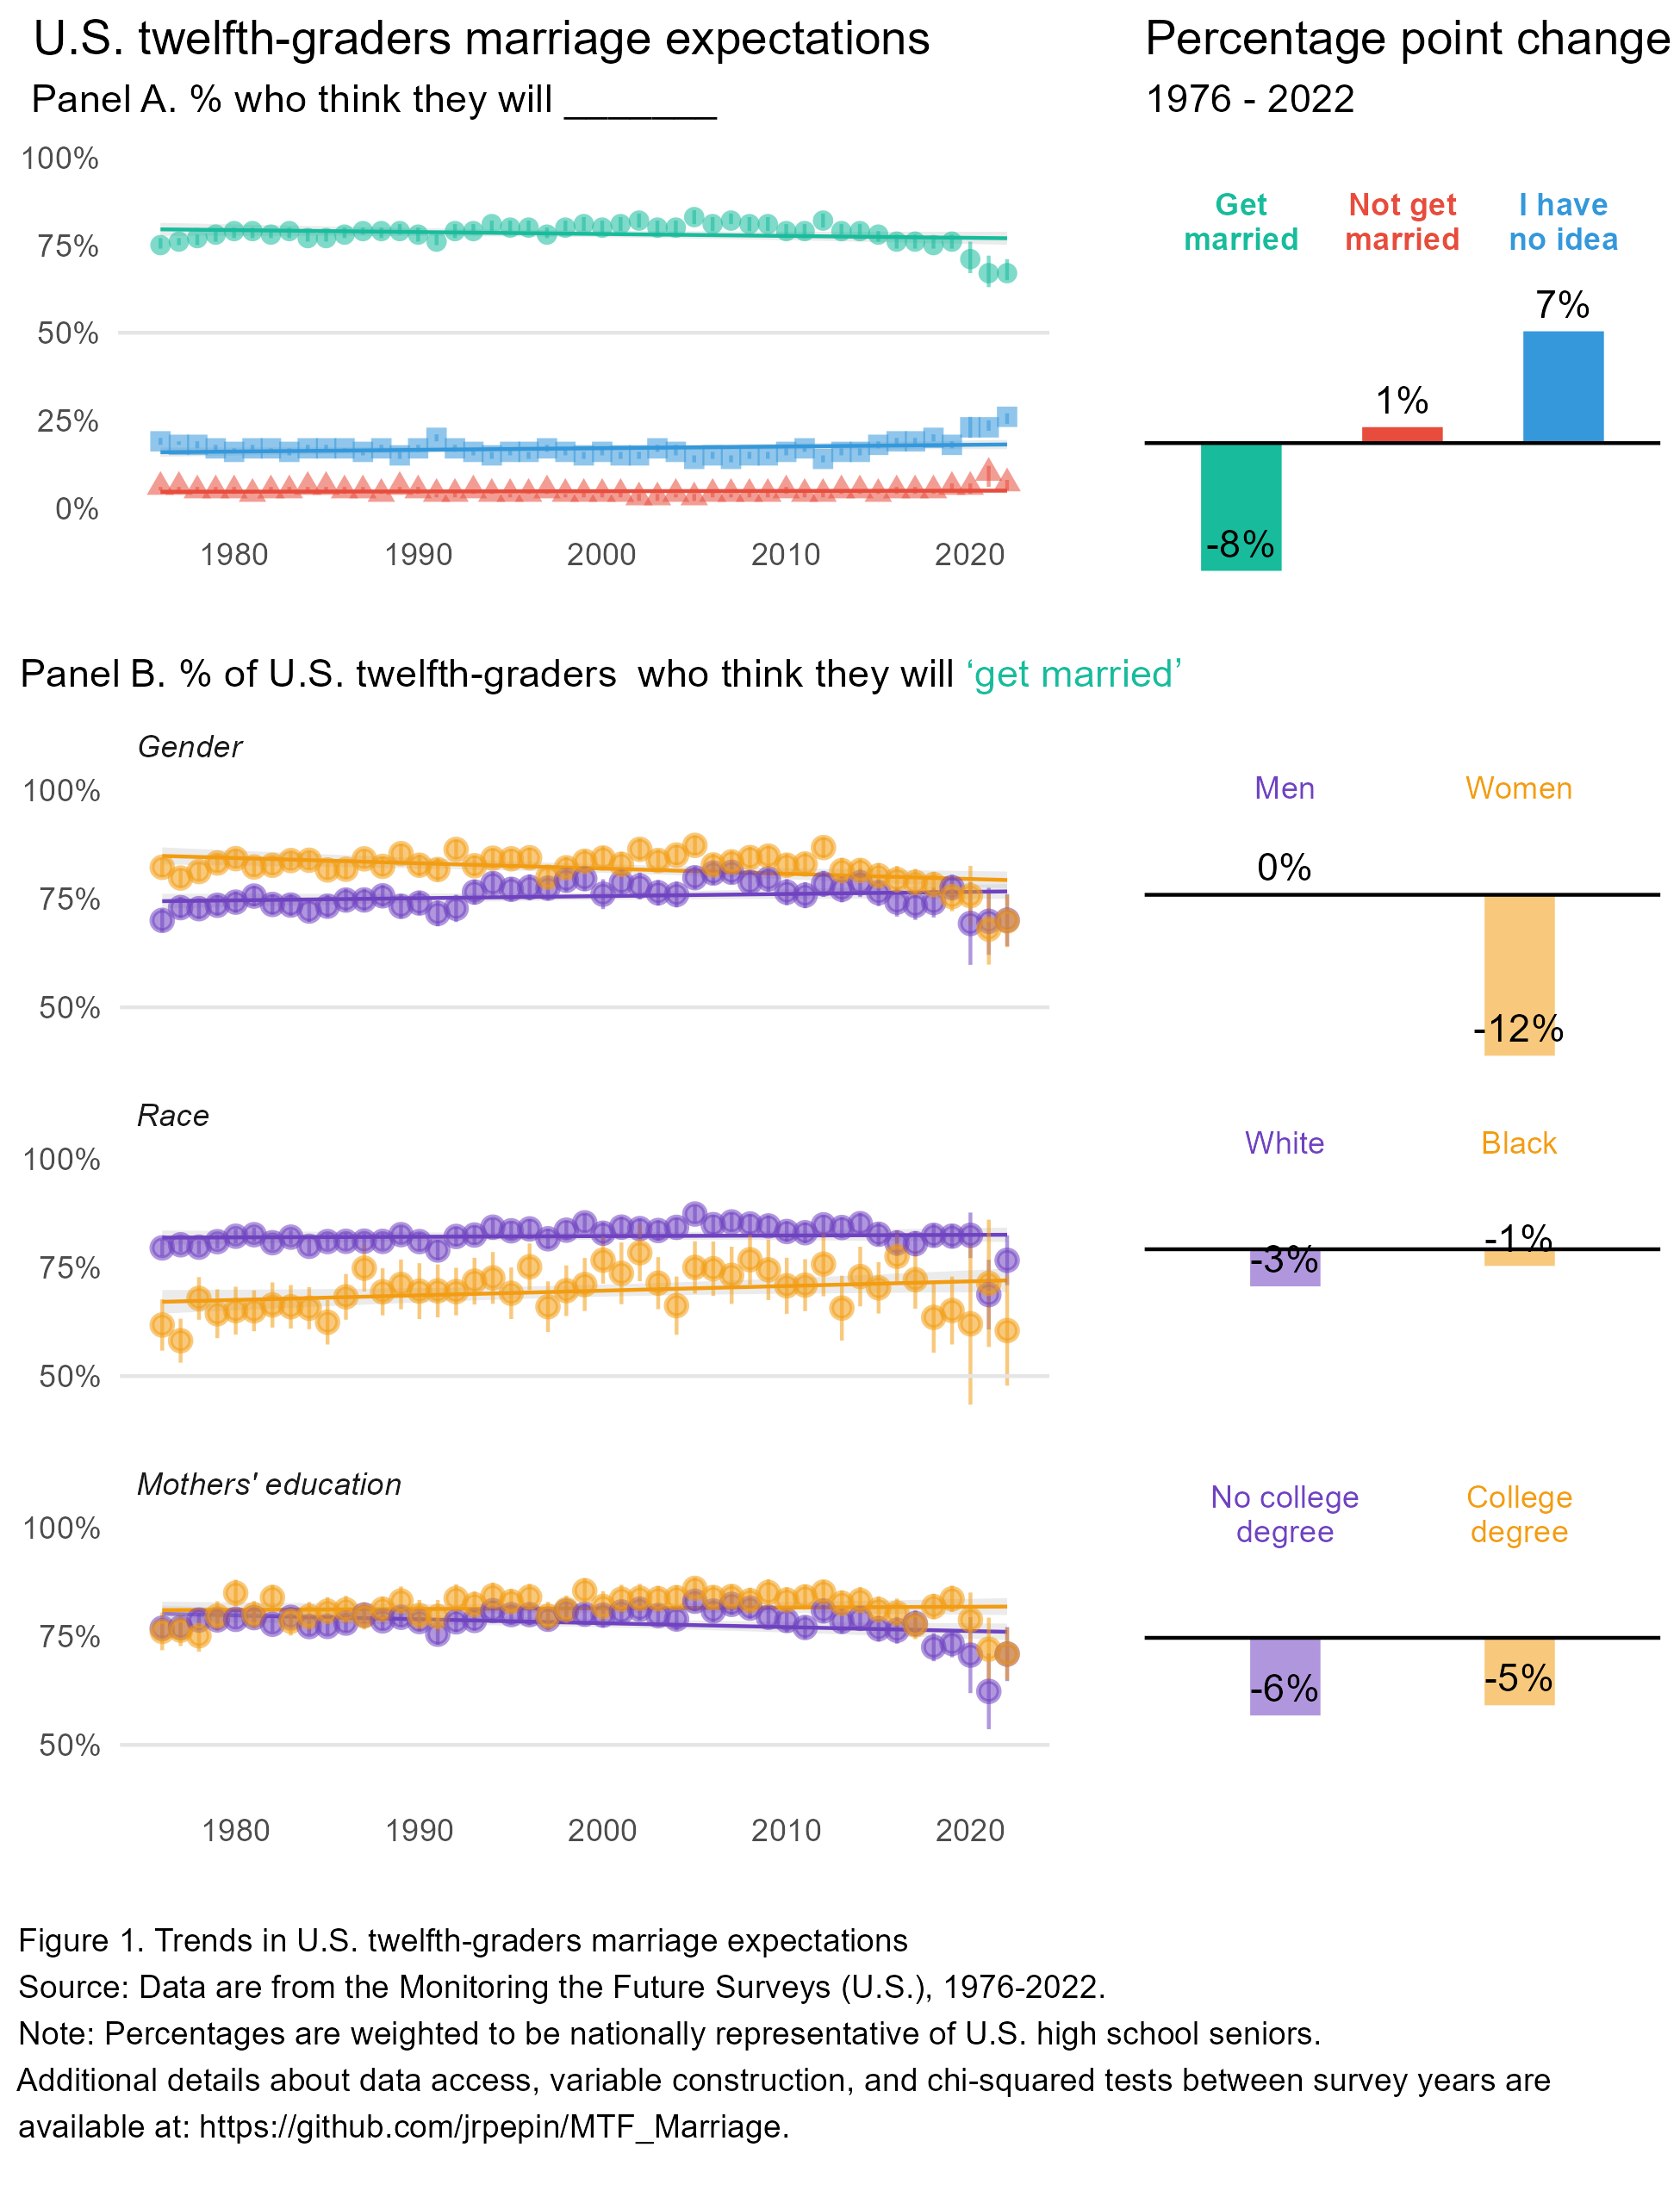 U.S. twelfth-graders marriage expectations
Percentage point change
Panel A. % who think they will _______
1976 - 2022
100%
75%
50%
25%
0%
1980 1990 2000 2010 2020
Get
married
Not get
married
I have
no idea
-8%
1%
7%
Panel B. % of U.S. twelfth-graders  who think they will ‘get married’
Gender
100%
75%
50%
Men Women
0%
-12%
Race
100%
75%
50%
White Black
-3%
-1%
Mothers' education
100%
75%
50%
1980 1990 2000 2010 2020
No college
degree
College
degree
-6%
-5%
Figure 1. Trends in U.S. twelfth-graders marriage expectations
Source: Data are from the Monitoring the Future Surveys (U.S.), 1976-2022.
Note: Percentages are weighted to be nationally representative of U.S. high school seniors.
Additional details about data access, variable construction, and chi-squared tests between survey years are
available at: https://github.com/jrpepin/MTF_Marriage.